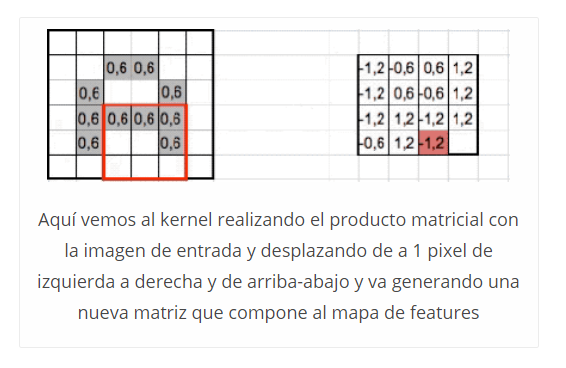 0,6 0,6 -1,2 -0,6 0,6 1,2
0,6 0,6 -1,2 0,6 -0,6 1,2
0,6 0,6 0,6 0,6 -1,2 1,2 -1,2 1,2
0,6 0,6 -0,6 1,2 -1,2
Aquí vemos al kernel realizando el producto matricial con
la imagen de entrada y desplazando de a 1 pixel de
izquierda a derecha y de arriba-abajo y va generando una
nueva matriz que compone al mapa de features